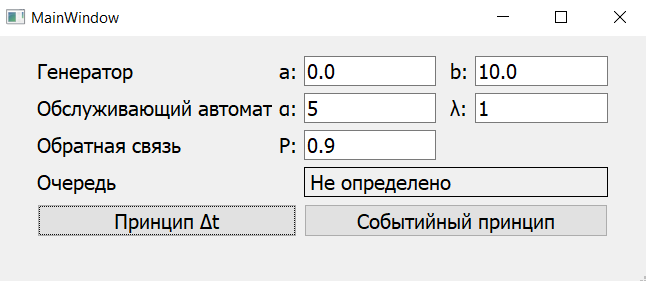 MainWindow
Генератор a: 0.0 b: 10.0
Обслуживающий автомат α: 5 λ: 1
Обратная связь P: 0.9
Очередь Не определено
Принцип Δt Событийный принцип